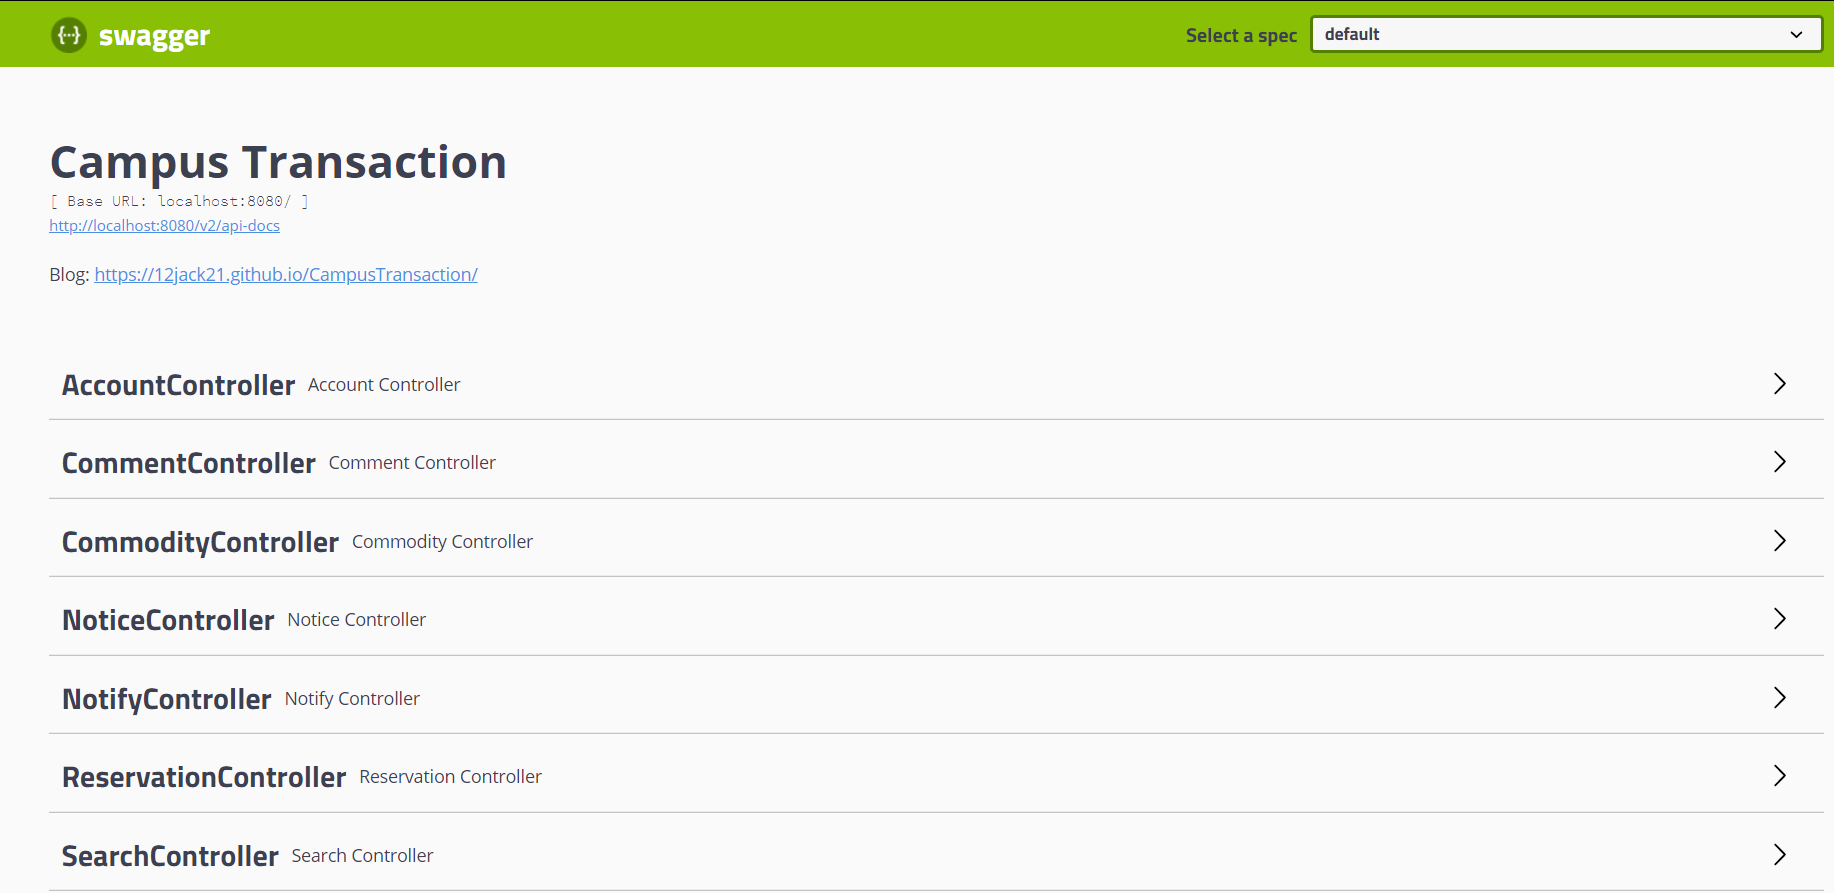 {···} swagger Select a spec default
Campus Transaction
[ Base URL: localhost:8080/ ]
http://localhost:8080/v2/api-docs
Blog: https://12jack21.github.io/CampusTransaction/
AccountController Account Controller
CommentController Comment Controller
CommodityController Commodity Controller
NoticeController Notice Controller
NotifyController Notify Controller
ReservationController Reservation Controller
SearchController Search Controller